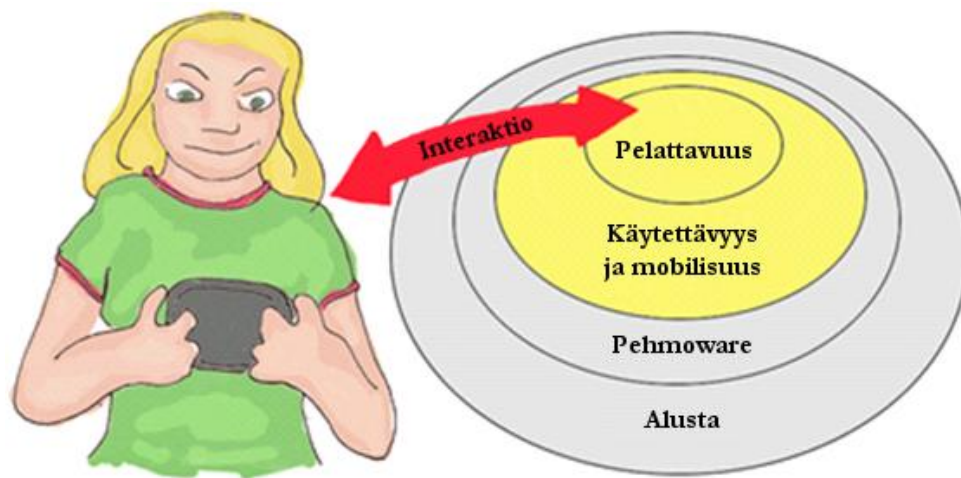 Interaktio
Pelattavuus
Käytettävyys
ja mobilisuus
Pehmoware
Alusta